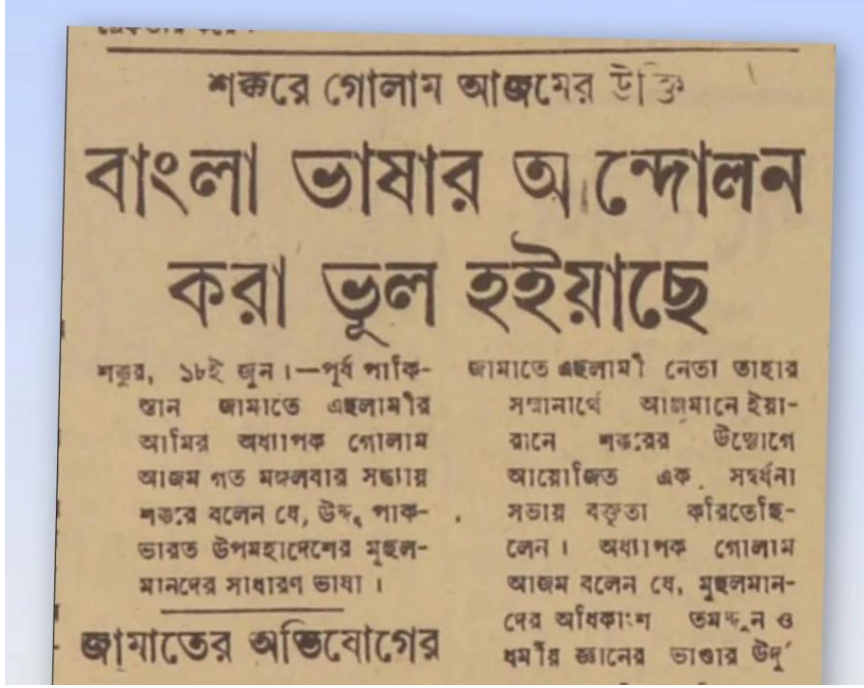 শক্করে গোলাম আজমের উক্তি
বাংলা ভাষার আন্দোলন
করা ভুল হইয়াছে
শক্কর, ১৮ই জুন।—পূর্ব পাকি-
স্তান জামাতে এছলামীর
আমির অধ্যাপক গোলাম
আজম গত মঙ্গলবার সন্ধ্যায়
শক্করে বলেন যে, উর্দ্দু পাক-
ভারত উপমহাদেশের মুছল-
মানদের সাধারণ ভাষা।
জামাতের অভিযোগের
জামাতে এছলামী নেতা তাহার
সম্মানার্থে আঞ্জুমানে ইয়া-
রানে শক্করের উদ্যোগে
আয়োজিত এক সম্বর্ধনা
সভায় বক্তৃতা করিতেছি-
লেন। অধ্যাপক গোলাম
আজম বলেন যে, মুছলমান-
দের অধিকাংশ তমদ্দুন ও
ধর্মীয় জ্ঞানের ভাণ্ডার উর্দু